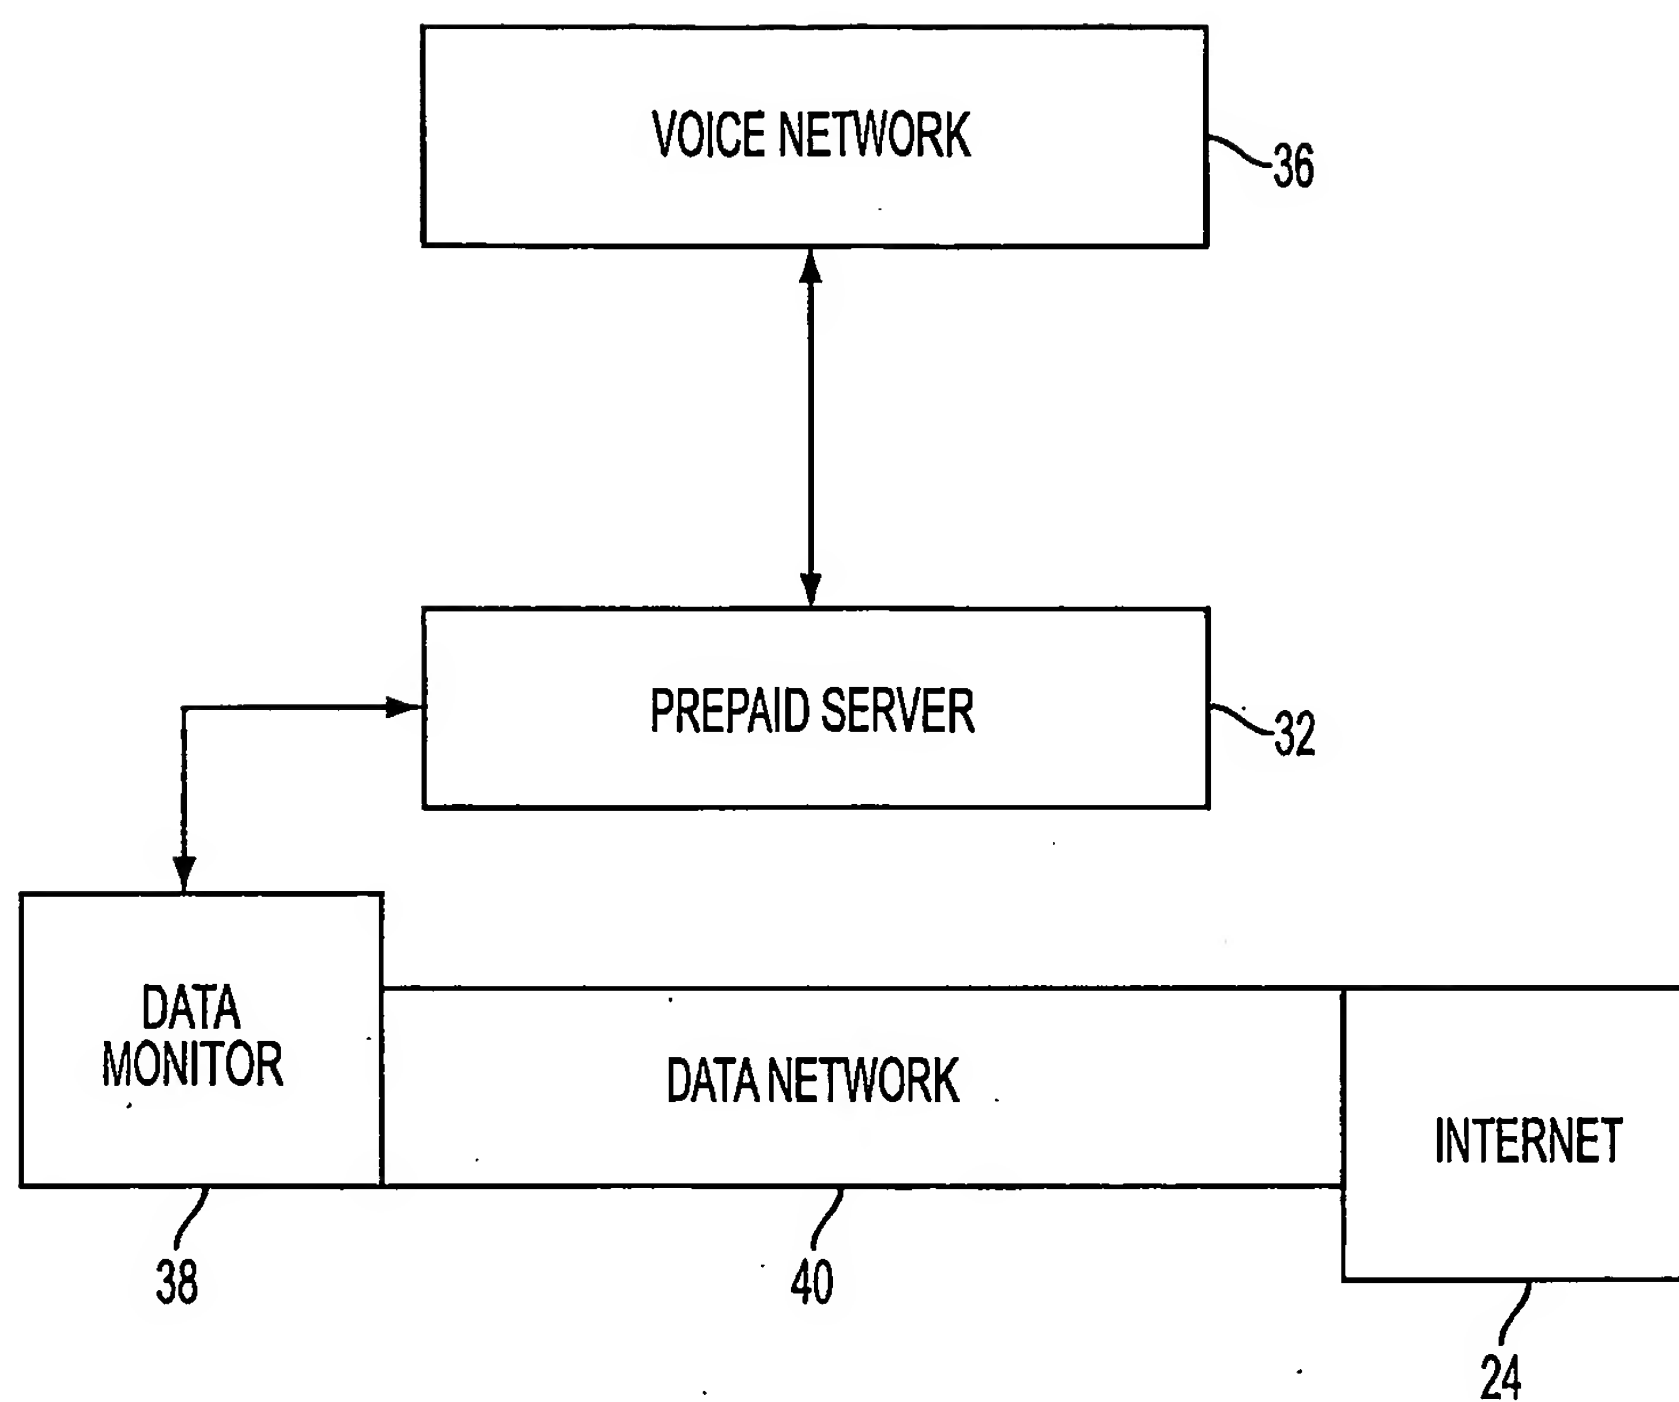 VOICE NETWORK
36
PREPAID SERVER
32
DATA
MONITOR
DATA NETWORK
INTERNET
38
40
24